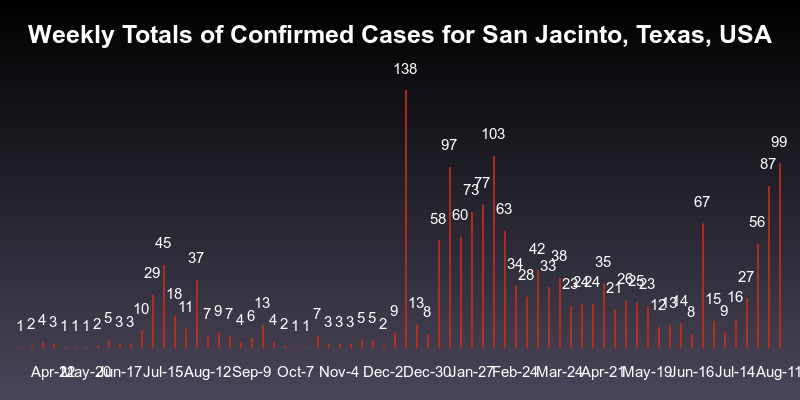 Weekly Totals of Confirmed Cases for San Jacinto, Texas, USA
1 2 4 3 1 1 1 2 5 3 3 10 29 45 18 11 37 7 9 7 4 6 13 4 2 1 1 7 3 3 3 5 5 2 9 138 13 8 58 97 60 73 77 103 63 34 28 42 33 38 23 24 24 35 21 26 25 23 12 13 14 8 67 15 9 16 27 56 87 99
Apr-22 May-20 Jun-17 Jul-15 Aug-12 Sep-9 Oct-7 Nov-4 Dec-2 Dec-30 Jan-27 Feb-24 Mar-24 Apr-21 May-19 Jun-16 Jul-14 Aug-11